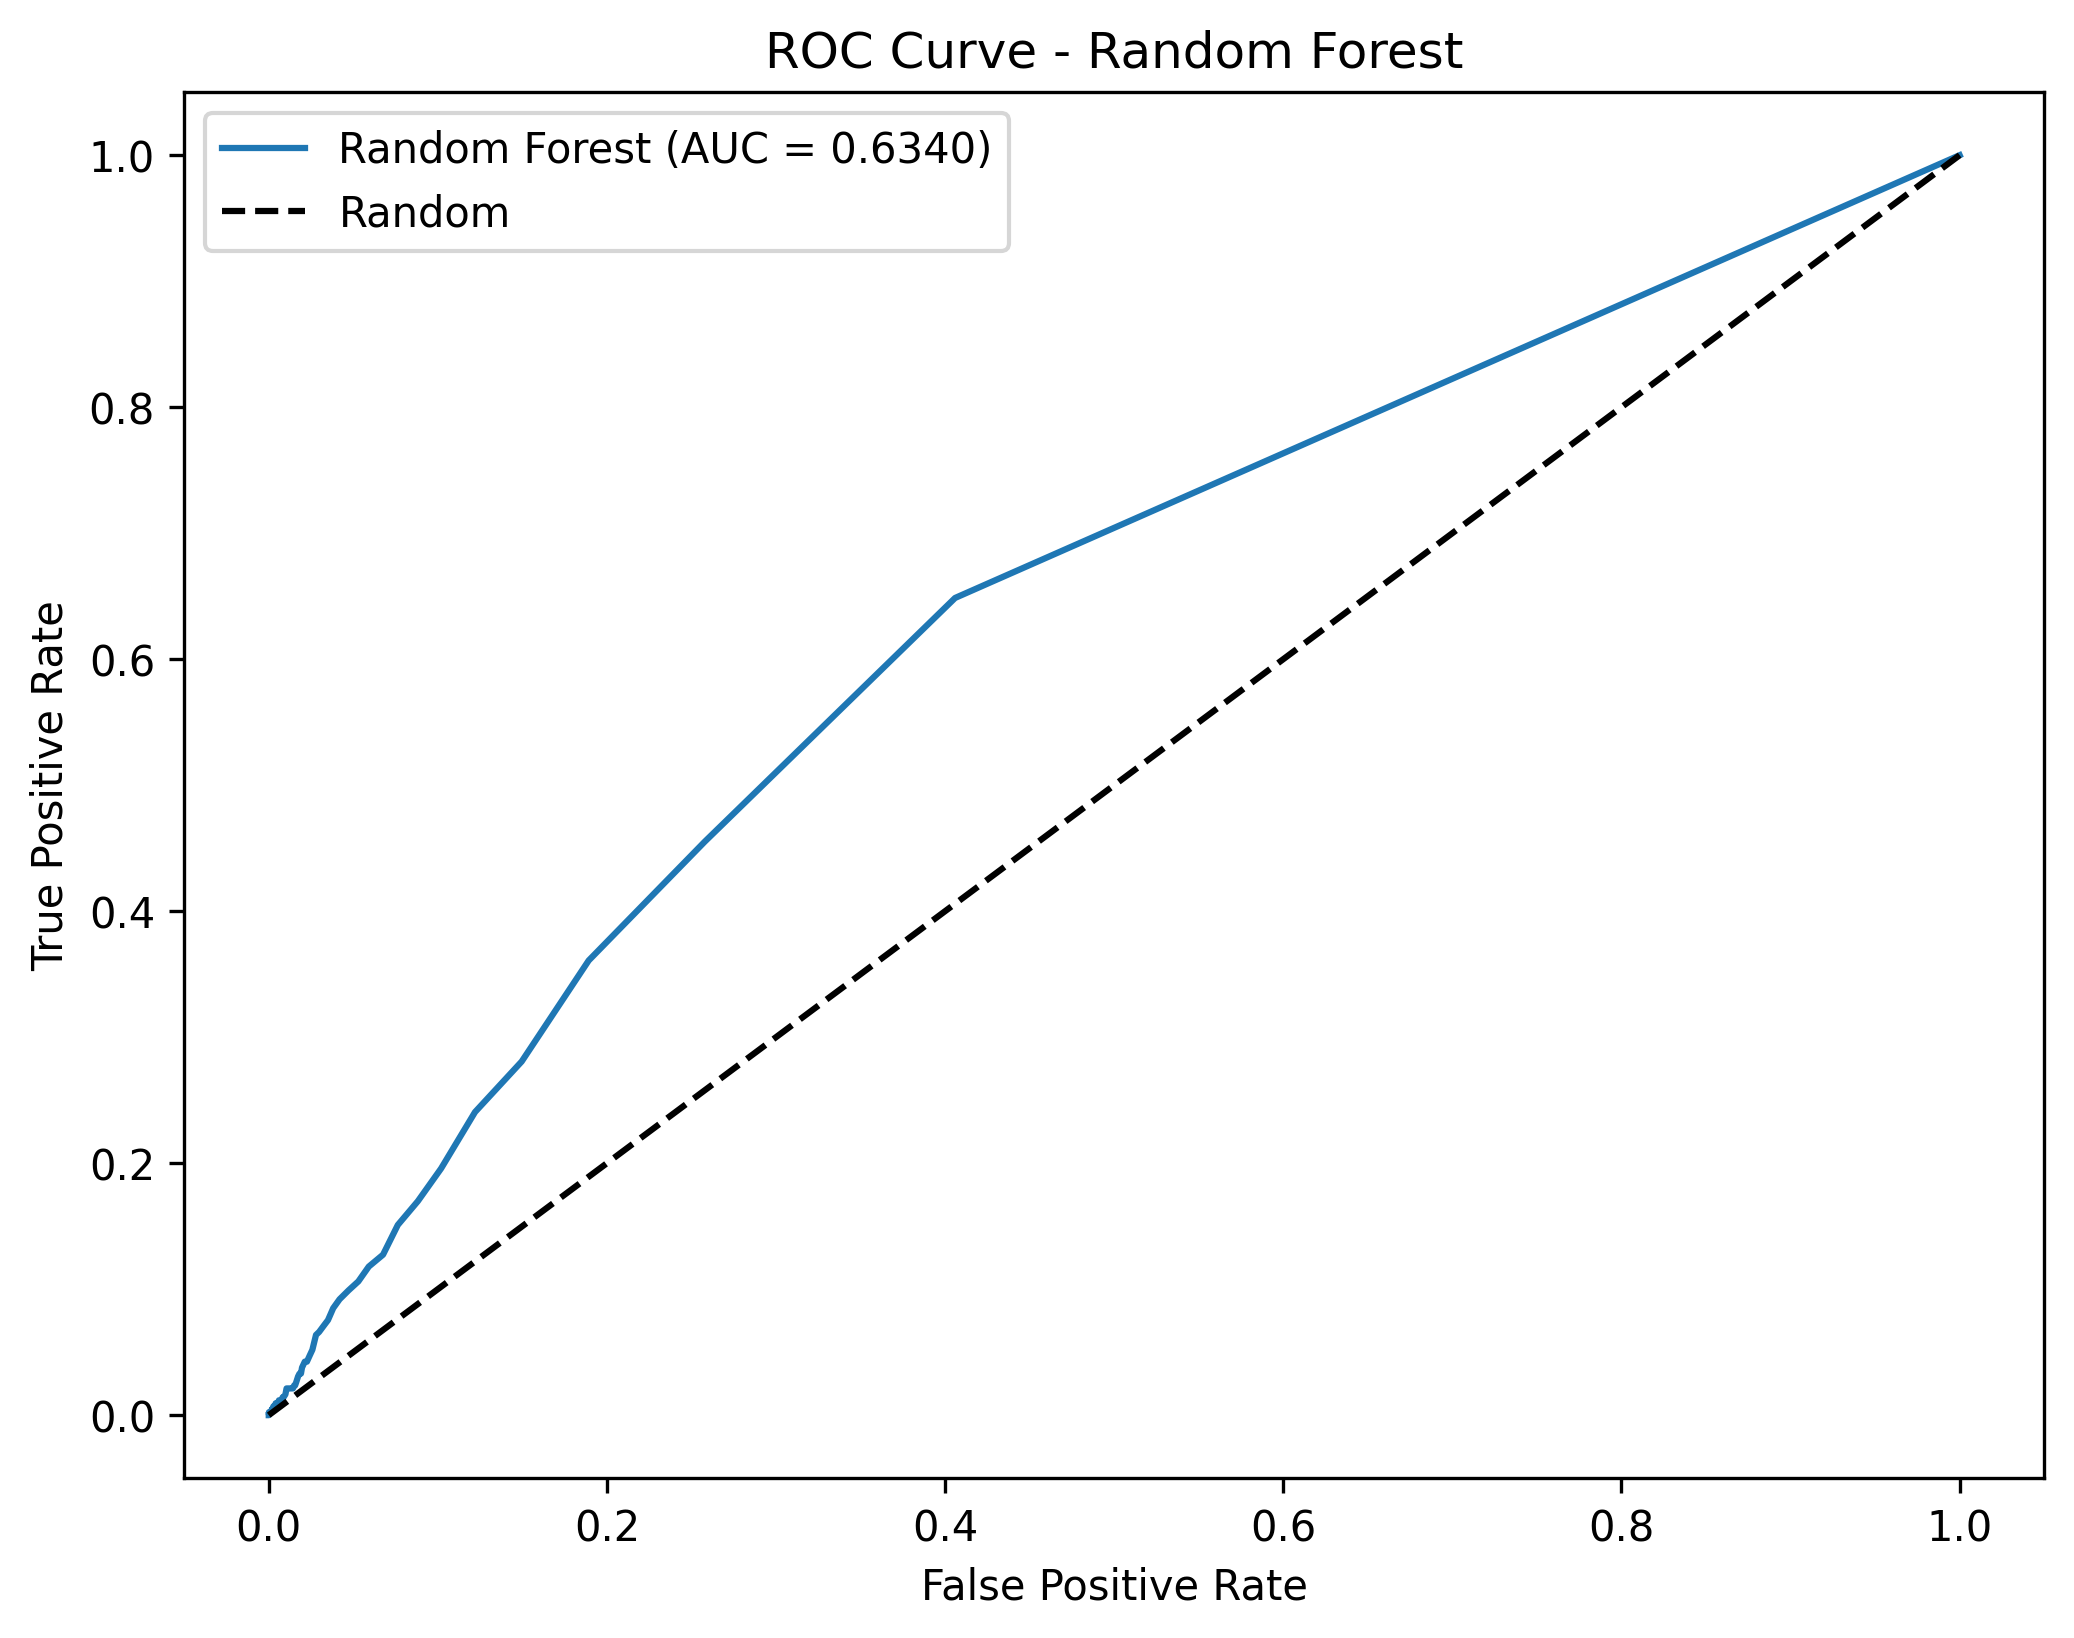 ROC Curve - Random Forest
Random Forest (AUC = 0.6340)
Random
1.0
0.8
0.6
0.4
0.2
0.0
True Positive Rate
0.0 0.2 0.4 0.6 0.8 1.0
False Positive Rate